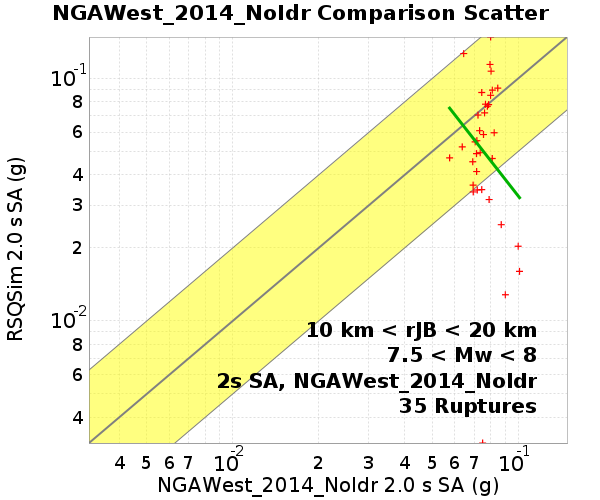 NGAWest_2014_NoIdr Comparison Scatter
10-1
8
6
4
3
2
10-2
8
6
4
RSQSim 2.0 s SA (g)
10 km < rJB < 20 km
7.5 < Mw < 8
2s SA, NGAWest_2014_NoIdr
35 Ruptures
4 5 6 7 10-2 2 3 4 5 6 7 10-1
NGAWest_2014_NoIdr 2.0 s SA (g)